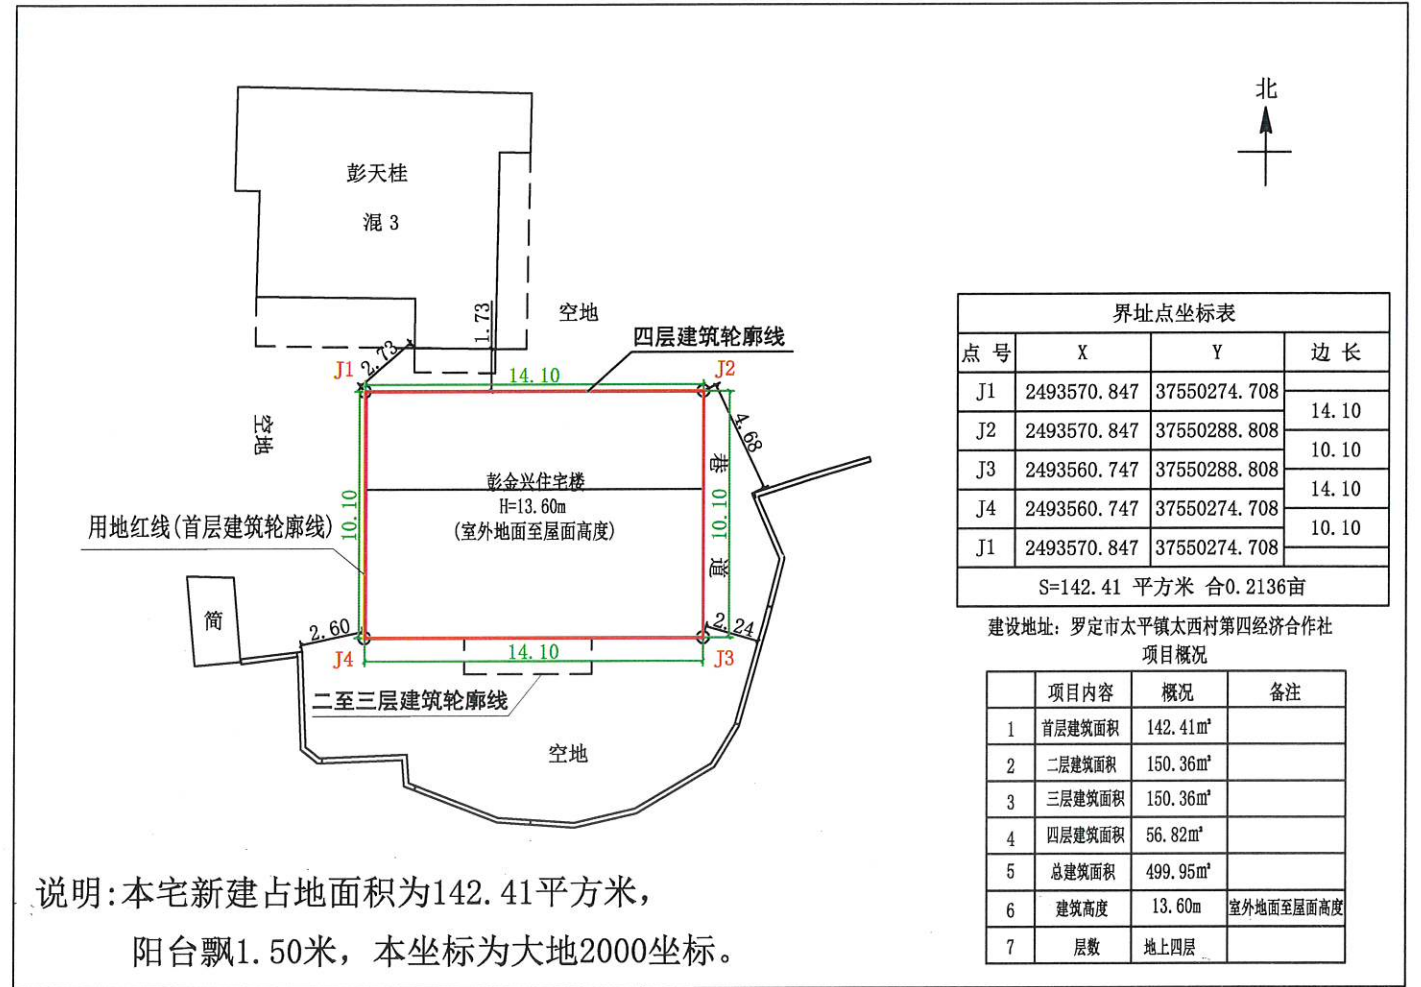 北
彭天桂
混 3
空地
1.73
2.73
四层建筑轮廓线
J1
14.10
J2
空地
4.68
巷道
彭金兴住宅楼
H=13.60m
(室外地面至屋面高度)
10.10
10.10
用地红线(首层建筑轮廓线)
简
2.60
2.24
J4
14.10
J3
二至三层建筑轮廓线
空地
界址点坐标表
点 号 X Y 边 长
J1 2493570.847 37550274.708
14.10
J2 2493570.847 37550288.808
10.10
J3 2493560.747 37550288.808
14.10
J4 2493560.747 37550274.708
10.10
J1 2493570.847 37550274.708
S=142.41 平方米 合0.2136亩
建设地址: 罗定市太平镇太西村第四经济合作社
项目概况
项目内容 概况 备注
1 首层建筑面积 142.41m²
2 二层建筑面积 150.36m²
3 三层建筑面积 150.36m²
4 四层建筑面积 56.82m²
5 总建筑面积 499.95m²
6 建筑高度 13.60m 室外地面至屋面高度
7 层数 地上四层
说明:本宅新建占地面积为142.41平方米,
阳台飘1.50米, 本坐标为大地2000坐标。